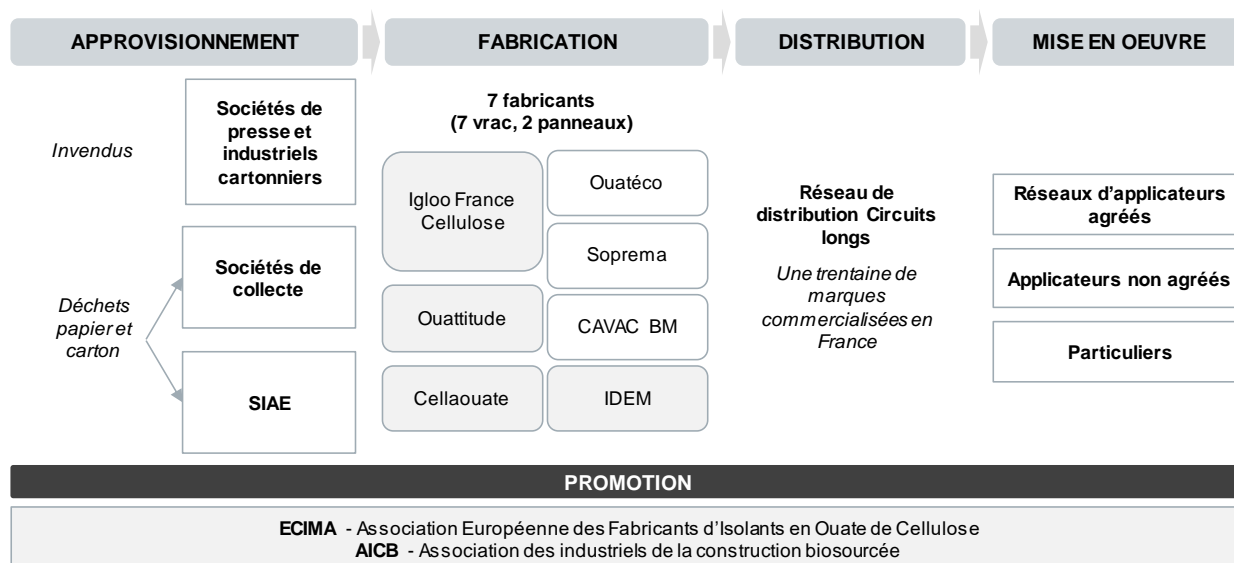 APPROVISIONNEMENT
FABRICATION
DISTRIBUTION
MISE EN OEUVRE
Invendus
Sociétés de
presse et
industriels
cartonniers
Déchets
papier et
carton
Sociétés de
collecte
SIAE
7 fabricants
(7 vrac, 2 panneaux)
Igloo France
Cellulose
Ouatéco
Soprema
Ouattitude
CAVAC BM
Cellaouate
IDEM
Réseau de
distribution Circuits
longs
Une trentaine de
marques
commercialisées en
France
Réseaux d'applicateurs
agréés
Applicateurs non agréés
Particuliers
PROMOTION
ECIMA - Association Européenne des Fabricants d'Isolants en Ouate de Cellulose
AICB - Association des industriels de la construction biosourcée